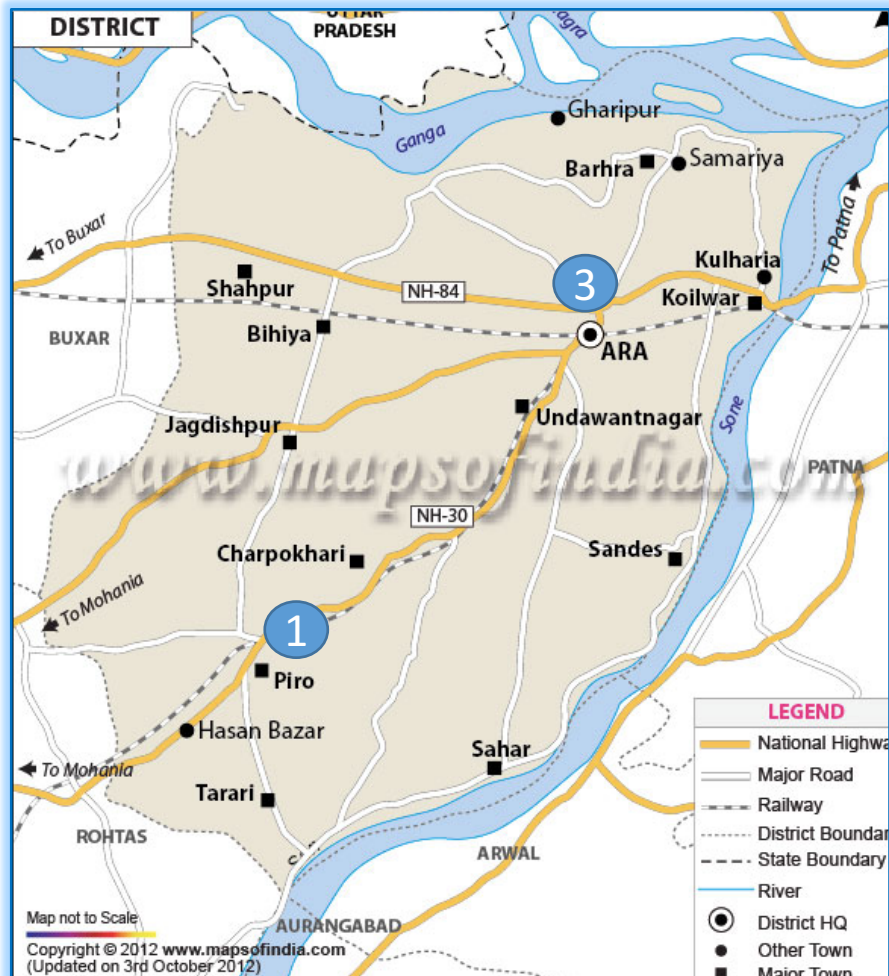 DISTRICT
UTTAR
PRADESH
agra
Gharipur
Ganga
Barhra
Samariya
To Buxar
To Patna
Kulharia
Shahpur
NH-84
3
Koilwar
BUXAR
Bihiya
ARA
Jagdishpur
Undawantnagar
Sone
www.mapsofindia.com
PATNA
NH-30
Charpokhari
Sandes
To Mohania
1
Piro
Hasan Bazar
To Mohania
Sahar
Tarari
ROHTAS
ARWAL
AURANGABAD
LEGEND
National Highwa
Major Road
Railway
District Boundar
State Boundary
River
District HQ
Other Town
Major Town
Map not to Scale
Copyright © 2012 www.mapsofindia.com
(Updated on 3rd October 2012)